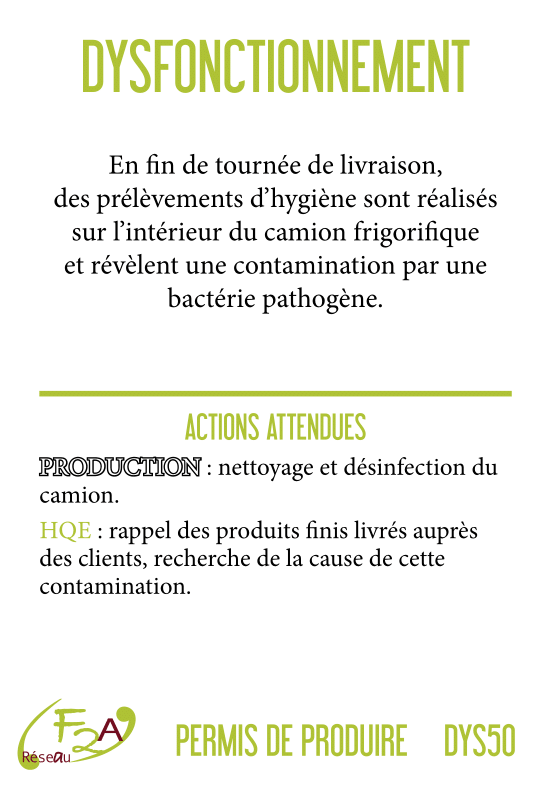 DYSFONCTIONNEMENT
En fin de tournée de livraison,
des prélèvements d’hygiène sont réalisés
sur l’intérieur du camion frigorifique
et révèlent une contamination par une
bactérie pathogène.
ACTIONS ATTENDUES
PRODUCTION : nettoyage et désinfection du
camion.
HQE : rappel des produits finis livrés auprès
des clients, recherche de la cause de cette
contamination.
Réseau F2A
PERMIS DE PRODUIRE DYS50